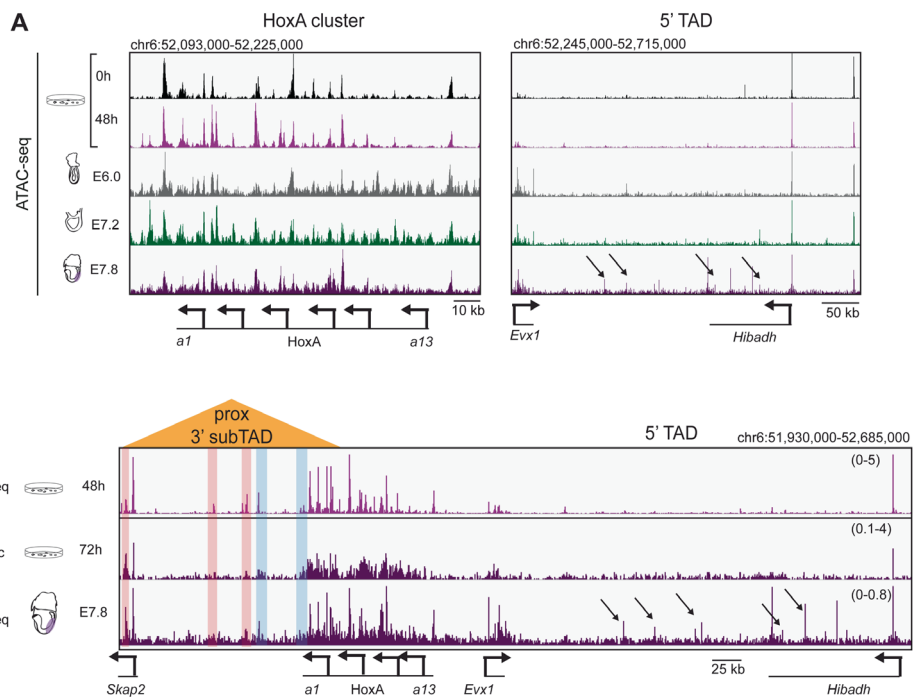 A
HoxA cluster
5' TAD
chr6:52,093,000-52,225,000
chr6:52,245,000-52,715,000
ATAC-seq
0h
48h
E6.0
E7.2
E7.8
10 kb
50 kb
a1
HoxA
a13
Evx1
Hibadh
prox
3' subTAD
5' TAD
chr6:51,930,000-52,685,000
eq
48h
(0-5)
c
72h
(0.1-4)
eq
E7.8
(0-0.8)
25 kb
Skap2
a1
HoxA
a13
Evx1
Hibadh